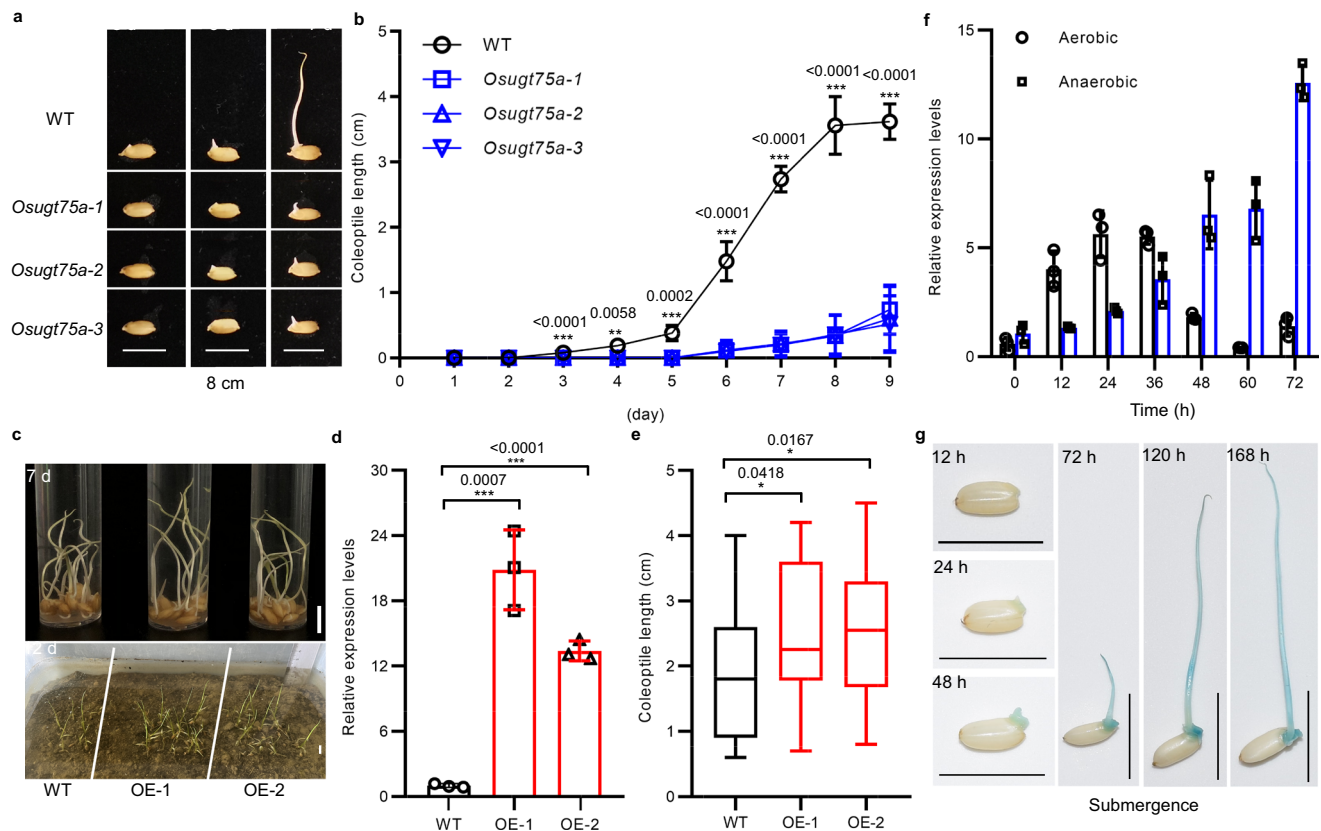 a
WT
Osugt75a-1
Osugt75a-2
Osugt75a-3
8 cm
b
Coleoptile length (cm)
5
4
3
2
1
0
0 1 2 3 4 5 6 7 8 9
(day)
WT
Osugt75a-1
Osugt75a-2
Osugt75a-3
<0.0001
***
0.0058
**
0.0002
***
<0.0001
***
<0.0001
***
<0.0001
***
<0.0001
***
f
Aerobic
Anaerobic
Relative expression levels
15
10
5
0
0 12 24 36 48 60 72
Time (h)
c
7 d
2 d
WT OE-1 OE-2
d
<0.0001
***
0.0007
***
Relative expression levels
30
24
18
12
6
0
WT OE-1 OE-2
e
0.0167
*
0.0418
*
Coleoptile length (cm)
5
4
3
2
1
0
WT OE-1 OE-2
g
12 h
24 h
48 h
72 h
120 h
168 h
Submergence